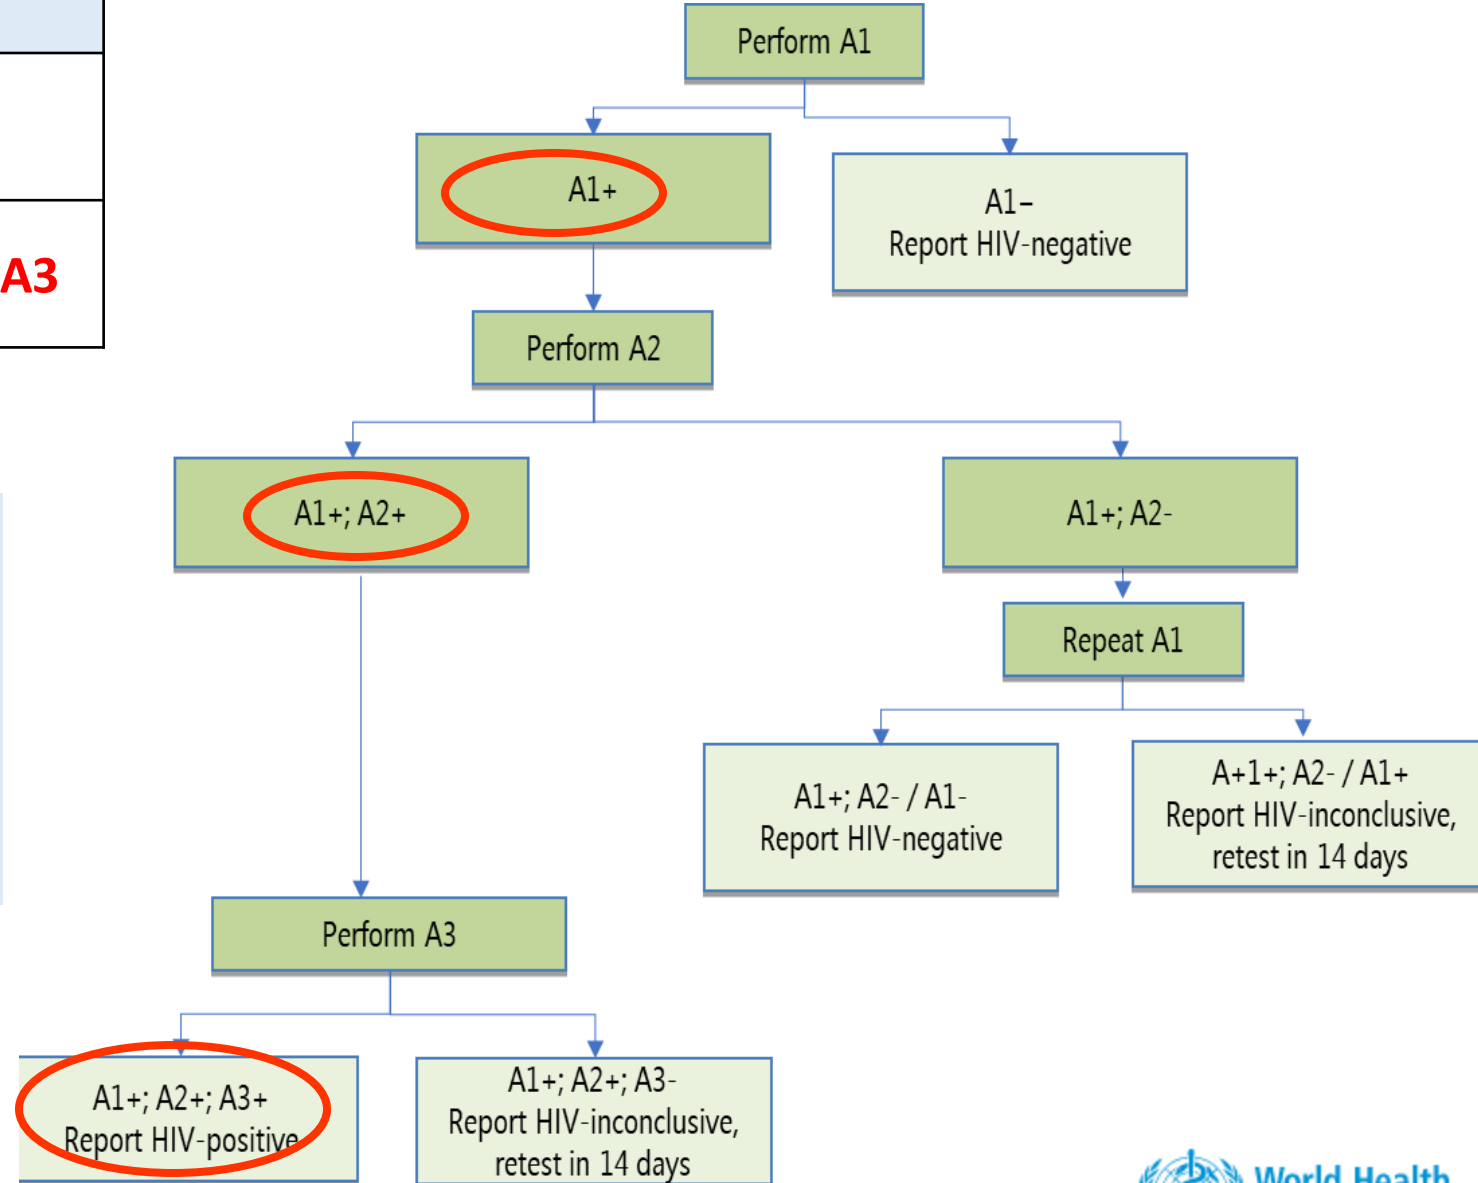 Perform A1
A1+
A1–
Report HIV-negative
A3
Perform A2
A1+; A2+
A1+; A2-
Repeat A1
A1+; A2- / A1-
Report HIV-negative
A+1+; A2- / A1+
Report HIV-inconclusive,
retest in 14 days
Perform A3
A1+; A2+; A3+
Report HIV-positive
A1+; A2+; A3-
Report HIV-inconclusive,
retest in 14 days
World Health